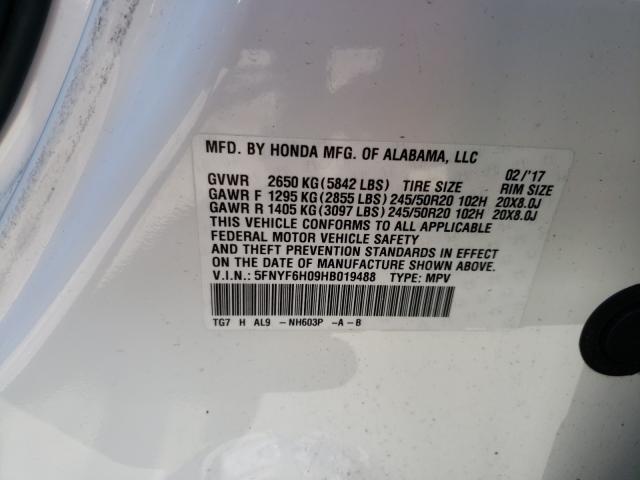 MFD. BY HONDA MFG. OF ALABAMA, LLC
02/'17
GVWR 2650 KG (5842 LBS) TIRE SIZE RIM SIZE
GAWR F 1295 KG (2855 LBS) 245/50R20 102H 20X8.0J
GAWR R 1405 KG (3097 LBS) 245/50R20 102H 20X8.0J
THIS VEHICLE CONFORMS TO ALL APPLICABLE
FEDERAL MOTOR VEHICLE SAFETY
AND THEFT PREVENTION STANDARDS IN EFFECT
ON THE DATE OF MANUFACTURE SHOWN ABOVE.
V.I.N.: 5FNYF6H09HB019488 TYPE: MPV
TG7 H AL9 -NH603P -A-B